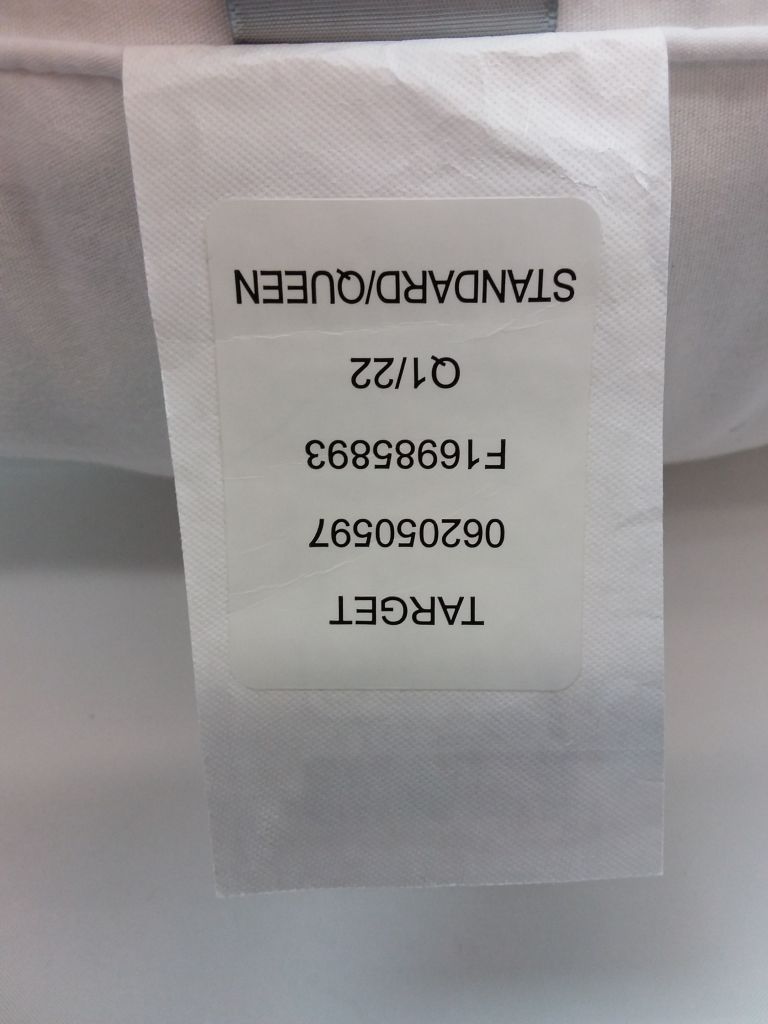 TARGET
062050597
F16985893
Q1/22
STANDARD/QUEEN